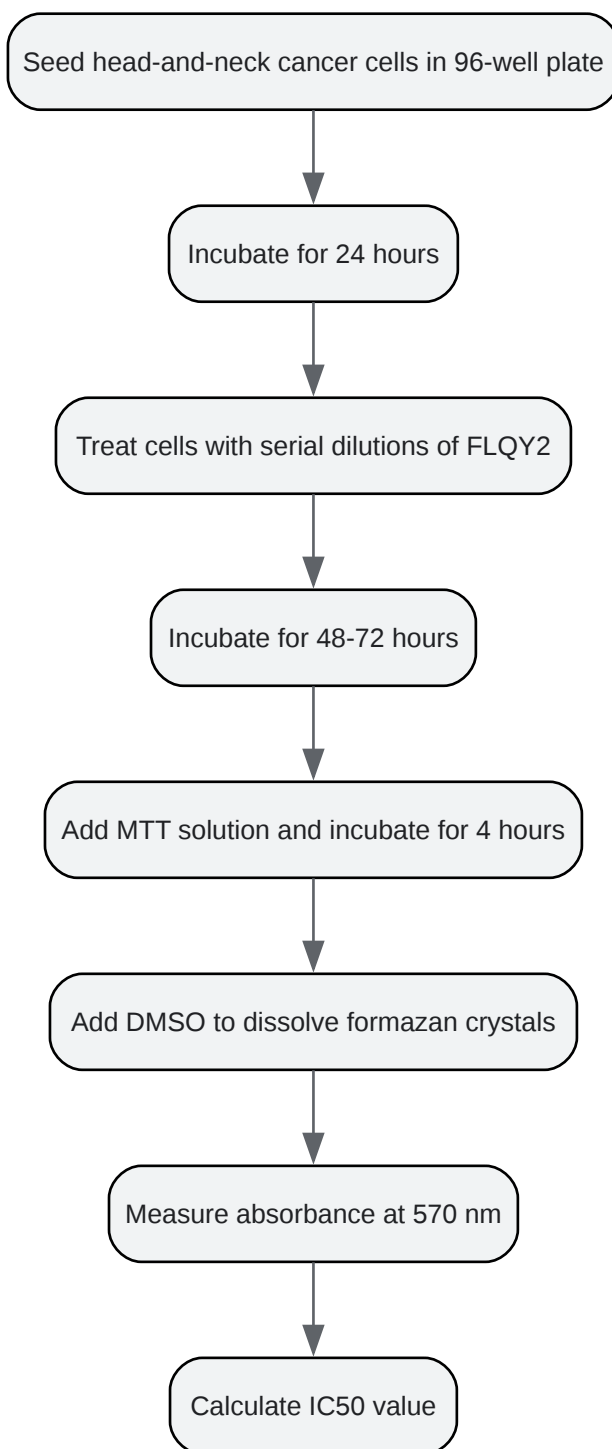 Seed head-and-neck cancer cells in 96-well plate
Incubate for 24 hours
Treat cells with serial dilutions of FLQY2
Incubate for 48-72 hours
Add MTT solution and incubate for 4 hours
Add DMSO to dissolve formazan crystals
Measure absorbance at 570 nm
Calculate IC50 value